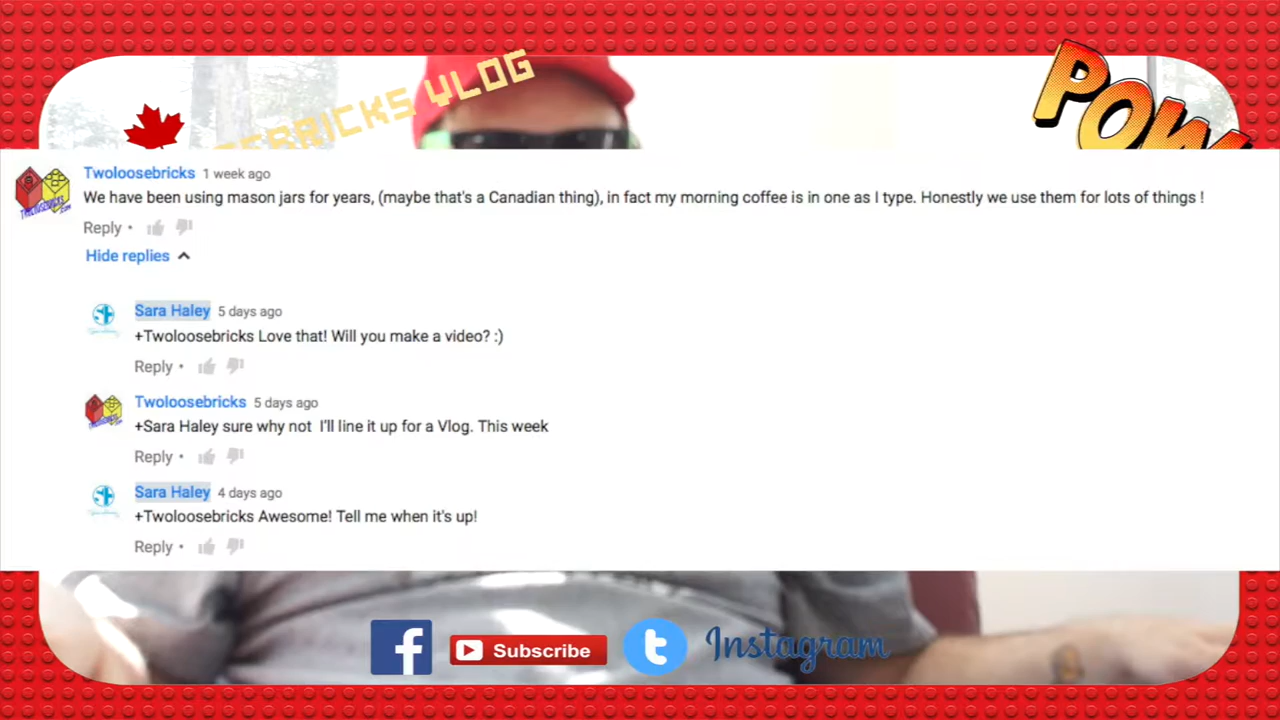 BRICKS VLOG
POW
Twoloosebricks 1 week ago
We have been using mason jars for years, (maybe that's a Canadian thing), in fact my morning coffee is in one as I type. Honestly we use them for lots of things !
Reply •
Hide replies
Sara Haley 5 days ago
+Twoloosebricks Love that! Will you make a video? :)
Reply •
Twoloosebricks 5 days ago
+Sara Haley sure why not I'll line it up for a Vlog. This week
Reply •
Sara Haley 4 days ago
+Twoloosebricks Awesome! Tell me when it's up!
Reply •
f
Subscribe
t
Instagram